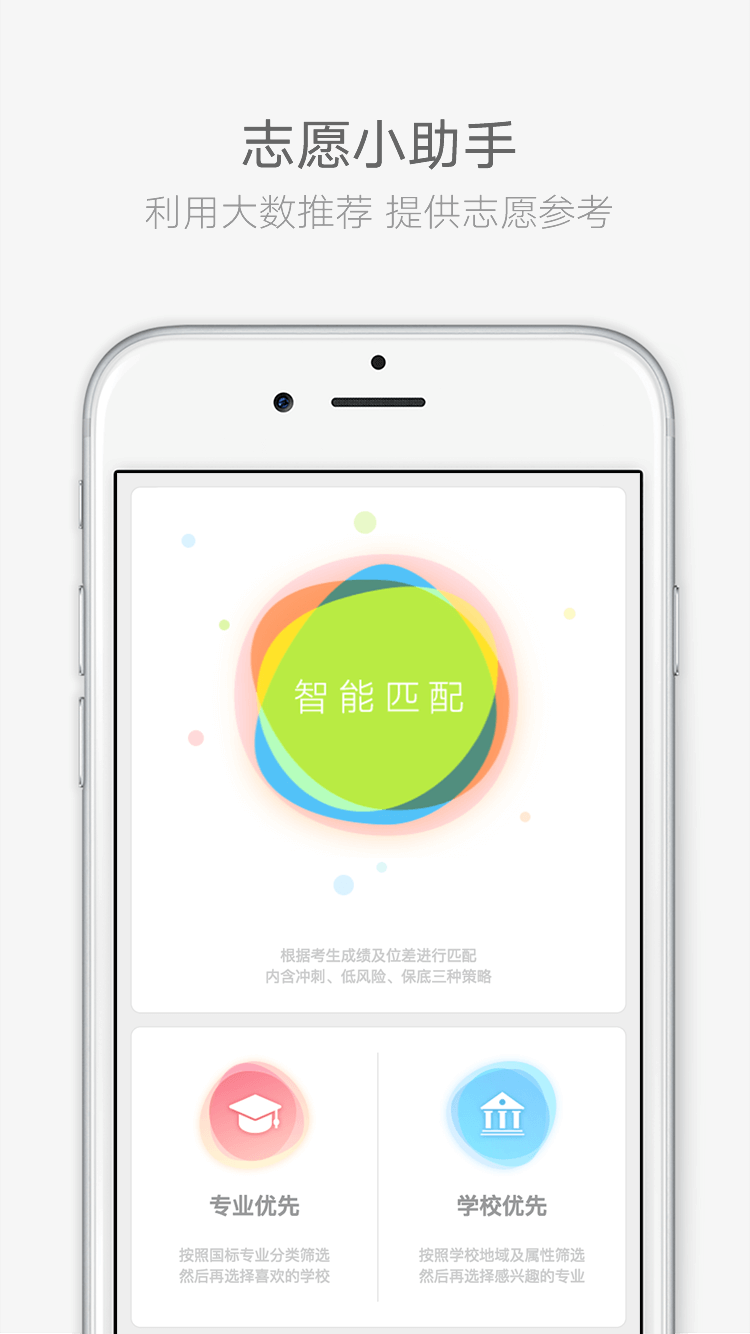 志愿小助手
利用大数推荐 提供志愿参考
智能匹配
根据考生成绩及位差进行匹配
内含冲刺、低风险、保底三种策略
专业优先
学校优先
按照国标专业分类筛选
然后再选择喜欢的学校
按照学校地域及属性筛选
然后再选择感兴趣的专业